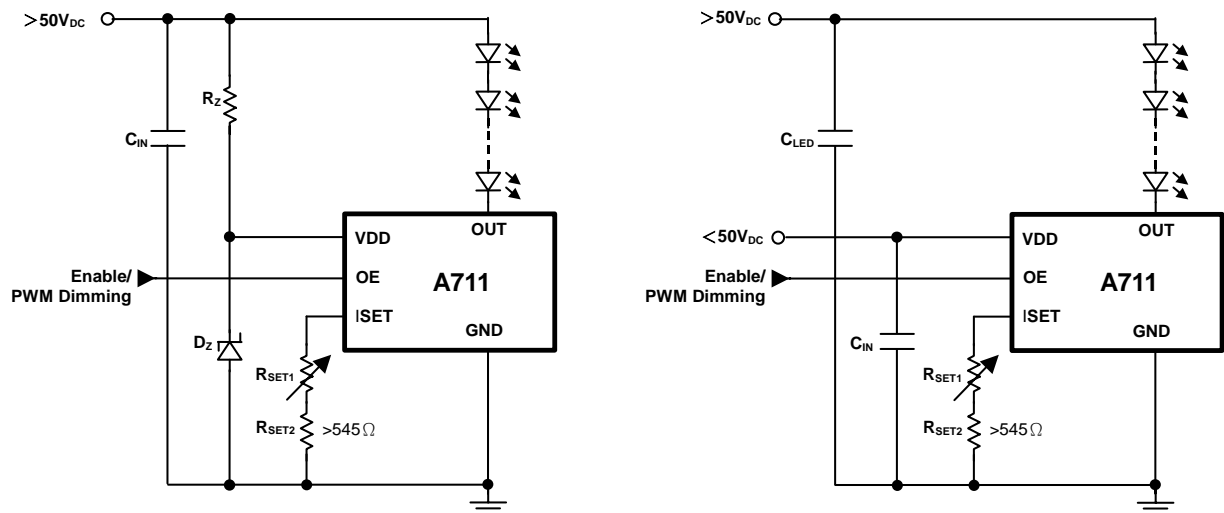 >50VDC
RZ
CIN
VDD
OUT
Enable/
PWM Dimming
OE
A711
ISET
GND
DZ
RSET1
RSET2 >545Ω
>50VDC
CLED
<50VDC
VDD
OUT
Enable/
PWM Dimming
OE
A711
ISET
GND
CIN
RSET1
RSET2 >545Ω